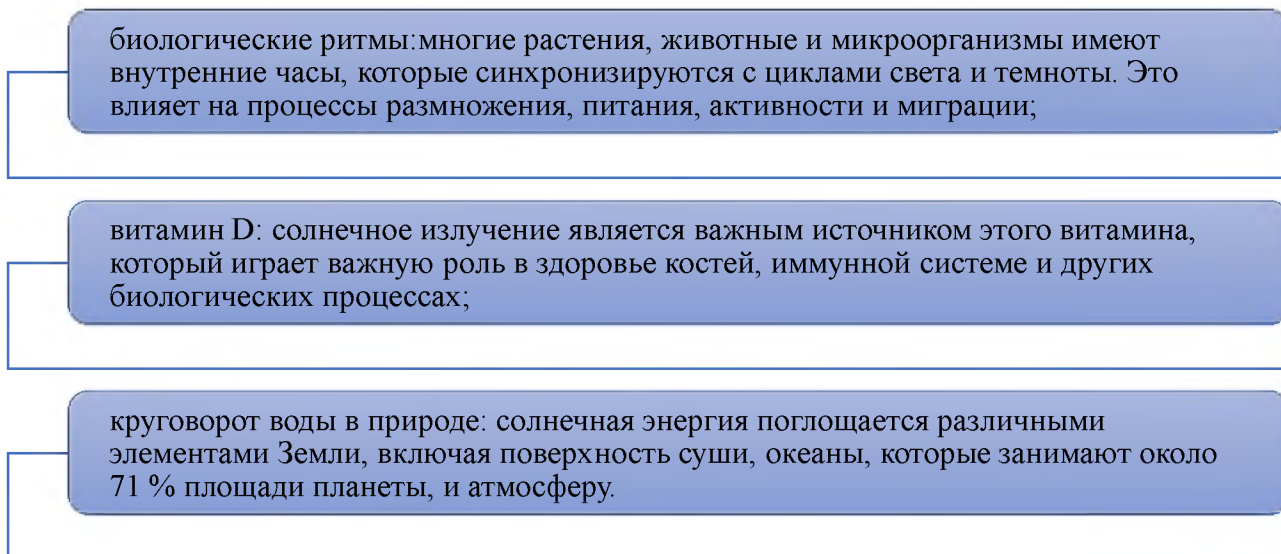 биологические ритмы:многие растения, животные и микроорганизмы имеют
внутренние часы, которые синхронизируются с циклами света и темноты. Это
влияет на процессы размножения, питания, активности и миграции;
витамин D: солнечное излучение является важным источником этого витамина,
который играет важную роль в здоровье костей, иммунной системе и других
биологических процессах;
круговорот воды в природе: солнечная энергия поглощается различными
элементами Земли, включая поверхность суши, океаны, которые занимают около
71 % площади планеты, и атмосферу.